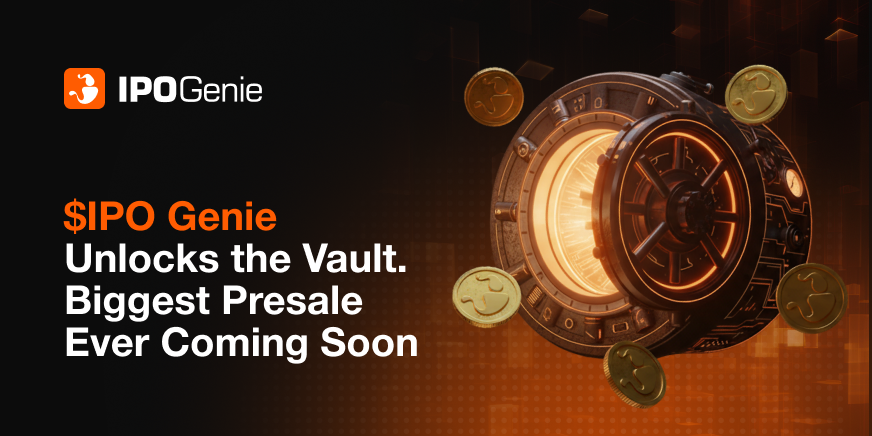 IPOGenie
$IPO Genie
Unlocks the Vault.
Biggest Presale
Ever Coming Soon